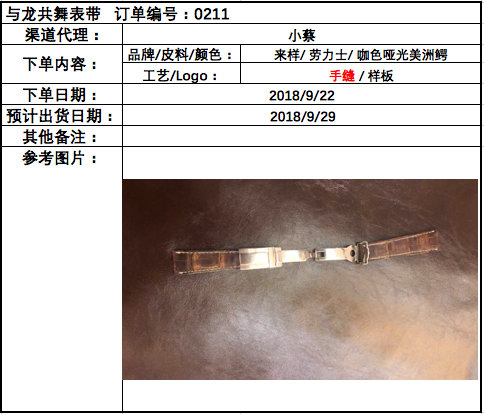 与龙共舞表带 订单编号：0211
渠道代理： 小蔡
下单内容： 品牌/皮料/颜色： 来样/ 劳力士/ 咖色哑光美洲鳄
工艺/Logo： 手缝 / 样板
下单日期： 2018/9/22
预计出货日期： 2018/9/29
其他备注：
参考图片：